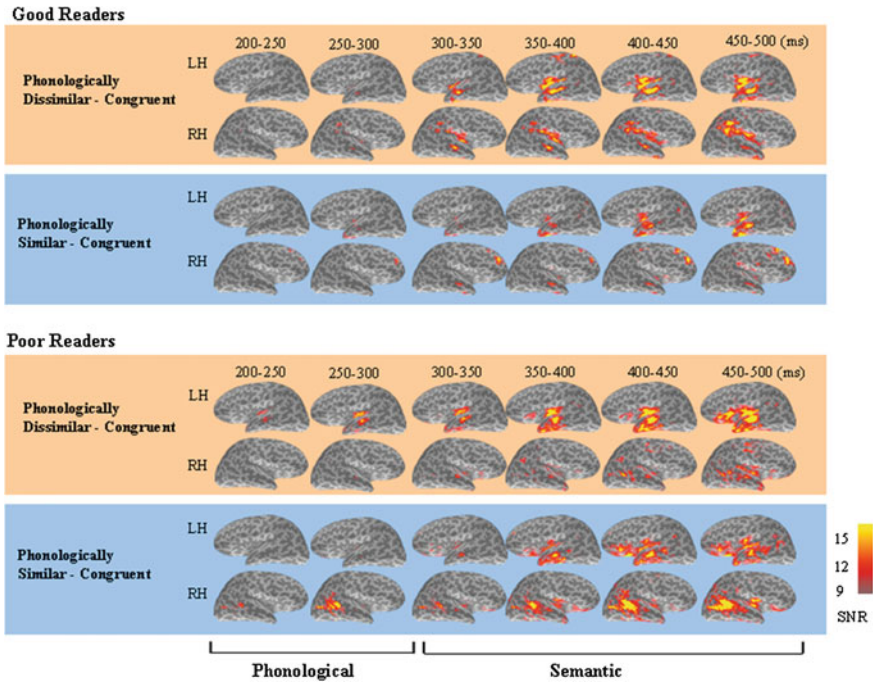 Good Readers
200-250 250-300 300-350 350-400 400-450 450-500 (ms)
LH
Phonologically
Dissimilar - Congruent
RH
LH
Phonologically
Similar - Congruent
RH
Poor Readers
200-250 250-300 300-350 350-400 400-450 450-500 (ms)
LH
Phonologically
Dissimilar - Congruent
RH
LH
Phonologically
Similar - Congruent
RH
15
12
9
SNR
Phonological Semantic